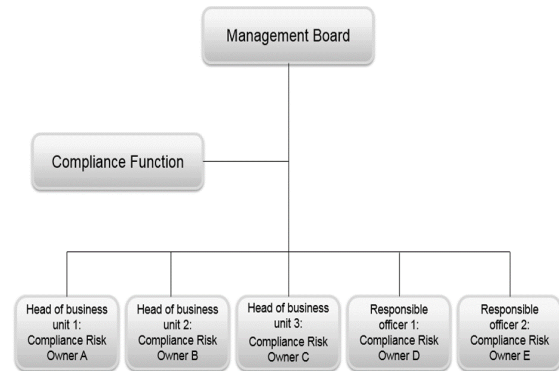 Management Board
Compliance Function
Head of business
unit 1:
Compliance Risk
Owner A
Head of business
unit 2:
Compliance Risk
Owner B
Head of business
unit 3:
Compliance Risk
Owner C
Responsible
officer 1:
Compliance Risk
Owner D
Responsible
officer 2:
Compliance Risk
Owner E